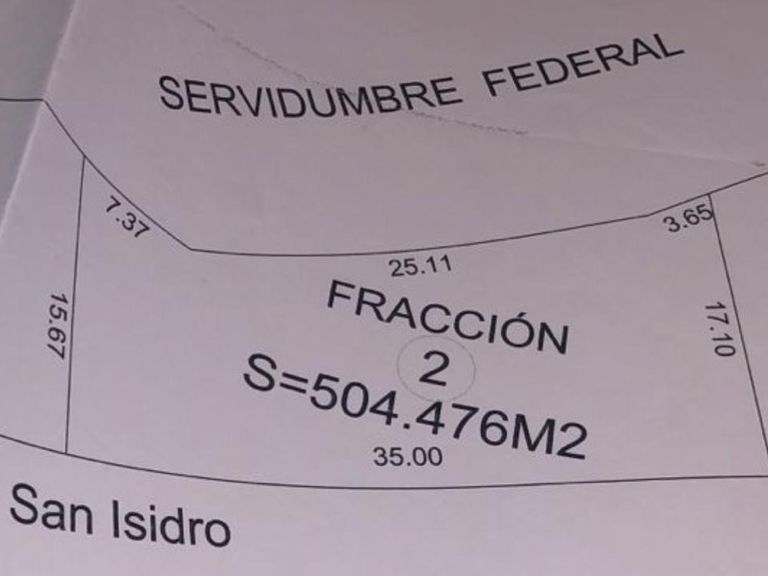 SERVIDUMBRE FEDERAL
7.37
3.65
25.11
15.67
FRACCIÓN
2
17.10
S=504.476M2
35.00
San Isidro